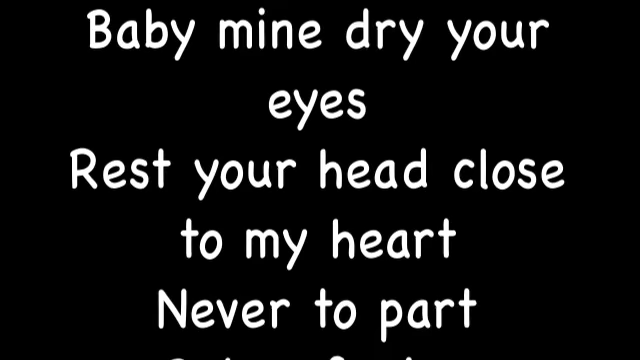 Baby mine dry your
eyes
Rest your head close
to my heart
Never to part